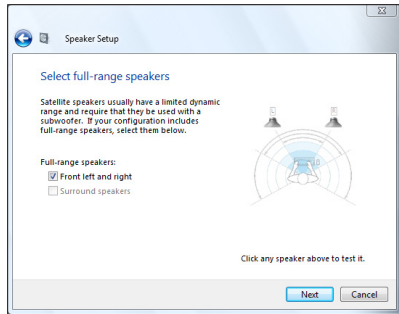 Speaker Setup
Select full-range speakers
Satellite speakers usually have a limited dynamic
range and require that they be used with a
subwoofer. If your configuration includes
full-range speakers, select them below.
Full-range speakers:
Front left and right
Surround speakers
Click any speaker above to test it.
Next
Cancel